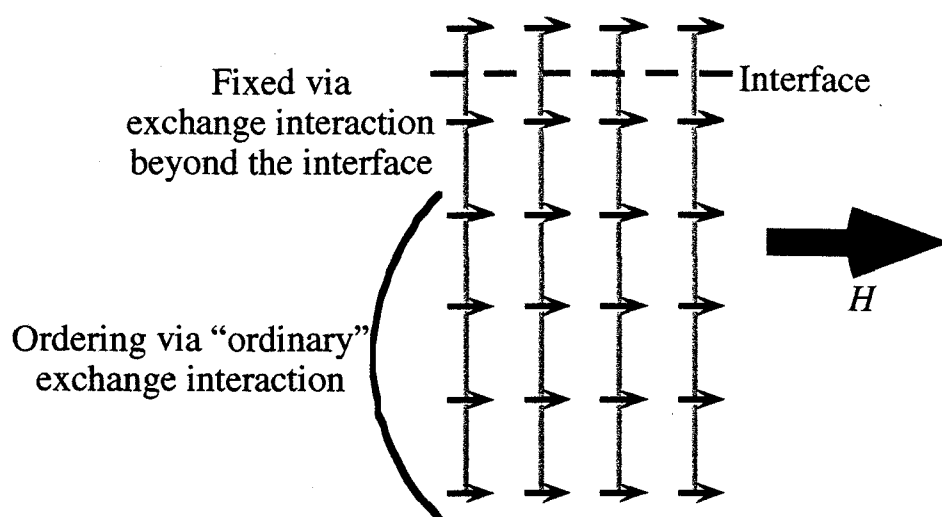 Fixed via
exchange interaction
beyond the interface
Interface
H
Ordering via “ordinary”
exchange interaction